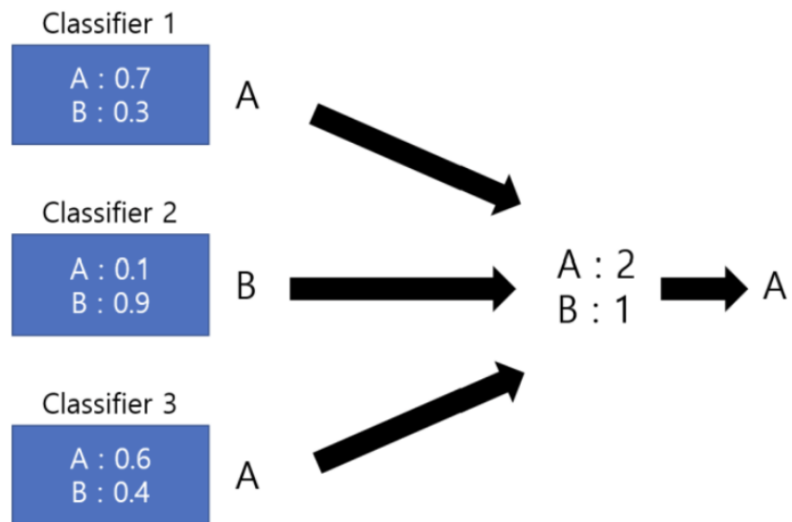 Classifier 1
A : 0.7
B : 0.3
A
Classifier 2
A : 0.1
B : 0.9
B
A : 2
B : 1
A
Classifier 3
A : 0.6
B : 0.4
A